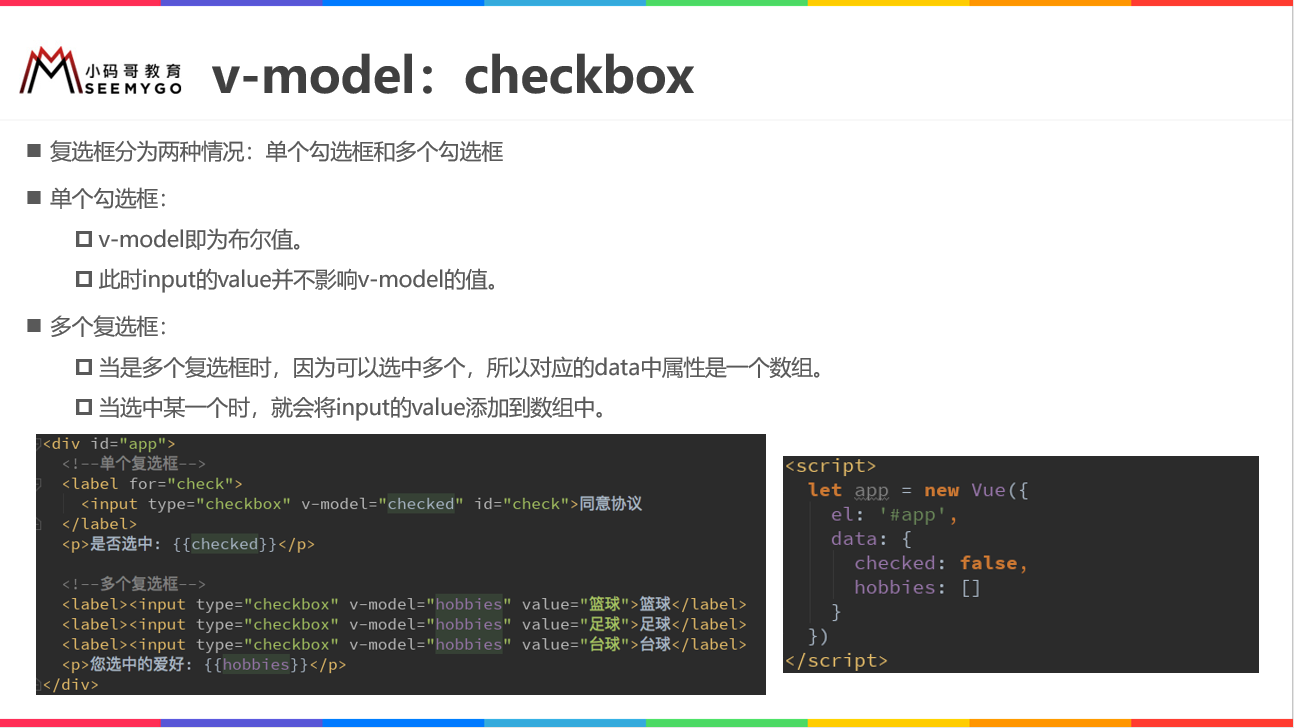 小码哥教育
SEEMYGO
v-model：checkbox
复选框分为两种情况：单个勾选框和多个勾选框
单个勾选框：
v-model即为布尔值。
此时input的value并不影响v-model的值。
多个复选框：
当是多个复选框时，因为可以选中多个，所以对应的data中属性是一个数组。
当选中某一个时，就会将input的value添加到数组中。
<div id="app">
<!--单个复选框-->
<label for="check">
<input type="checkbox" v-model="checked" id="check">同意协议
</label>
<p>是否选中: {{checked}}</p>
<!--多个复选框-->
<label><input type="checkbox" v-model="hobbies" value="篮球">篮球</label>
<label><input type="checkbox" v-model="hobbies" value="足球">足球</label>
<label><input type="checkbox" v-model="hobbies" value="台球">台球</label>
<p>您选中的爱好: {{hobbies}}</p>
</div>
<script>
let app = new Vue({
el: '#app',
data: {
checked: false,
hobbies: []
}
})
</script>